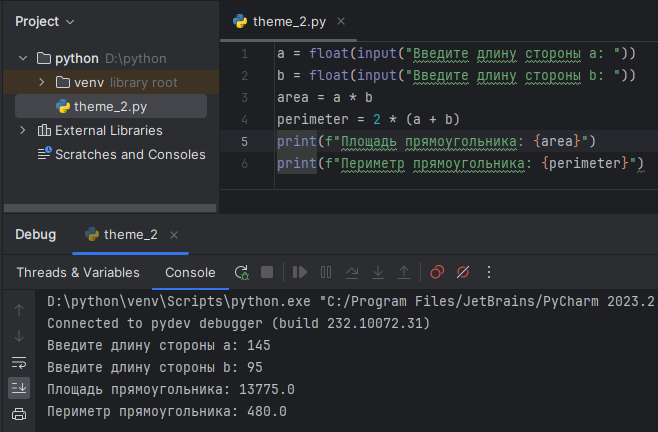 Project
python D:\python
venv library root
theme_2.py
External Libraries
Scratches and Consoles
theme_2.py
1 a = float(input("Введите длину стороны a: "))
2 b = float(input("Введите длину стороны b: "))
3 area = a * b
4 perimeter = 2 * (a + b)
5 print(f"Площадь прямоугольника: {area}")
6 print(f"Периметр прямоугольника: {perimeter}")
Debug theme_2
Threads & Variables Console
D:\python\venv\Scripts\python.exe "C:/Program Files/JetBrains/PyCharm 2023.2
Connected to pydev debugger (build 232.10072.31)
Введите длину стороны a: 145
Введите длину стороны b: 95
Площадь прямоугольника: 13775.0
Периметр прямоугольника: 480.0